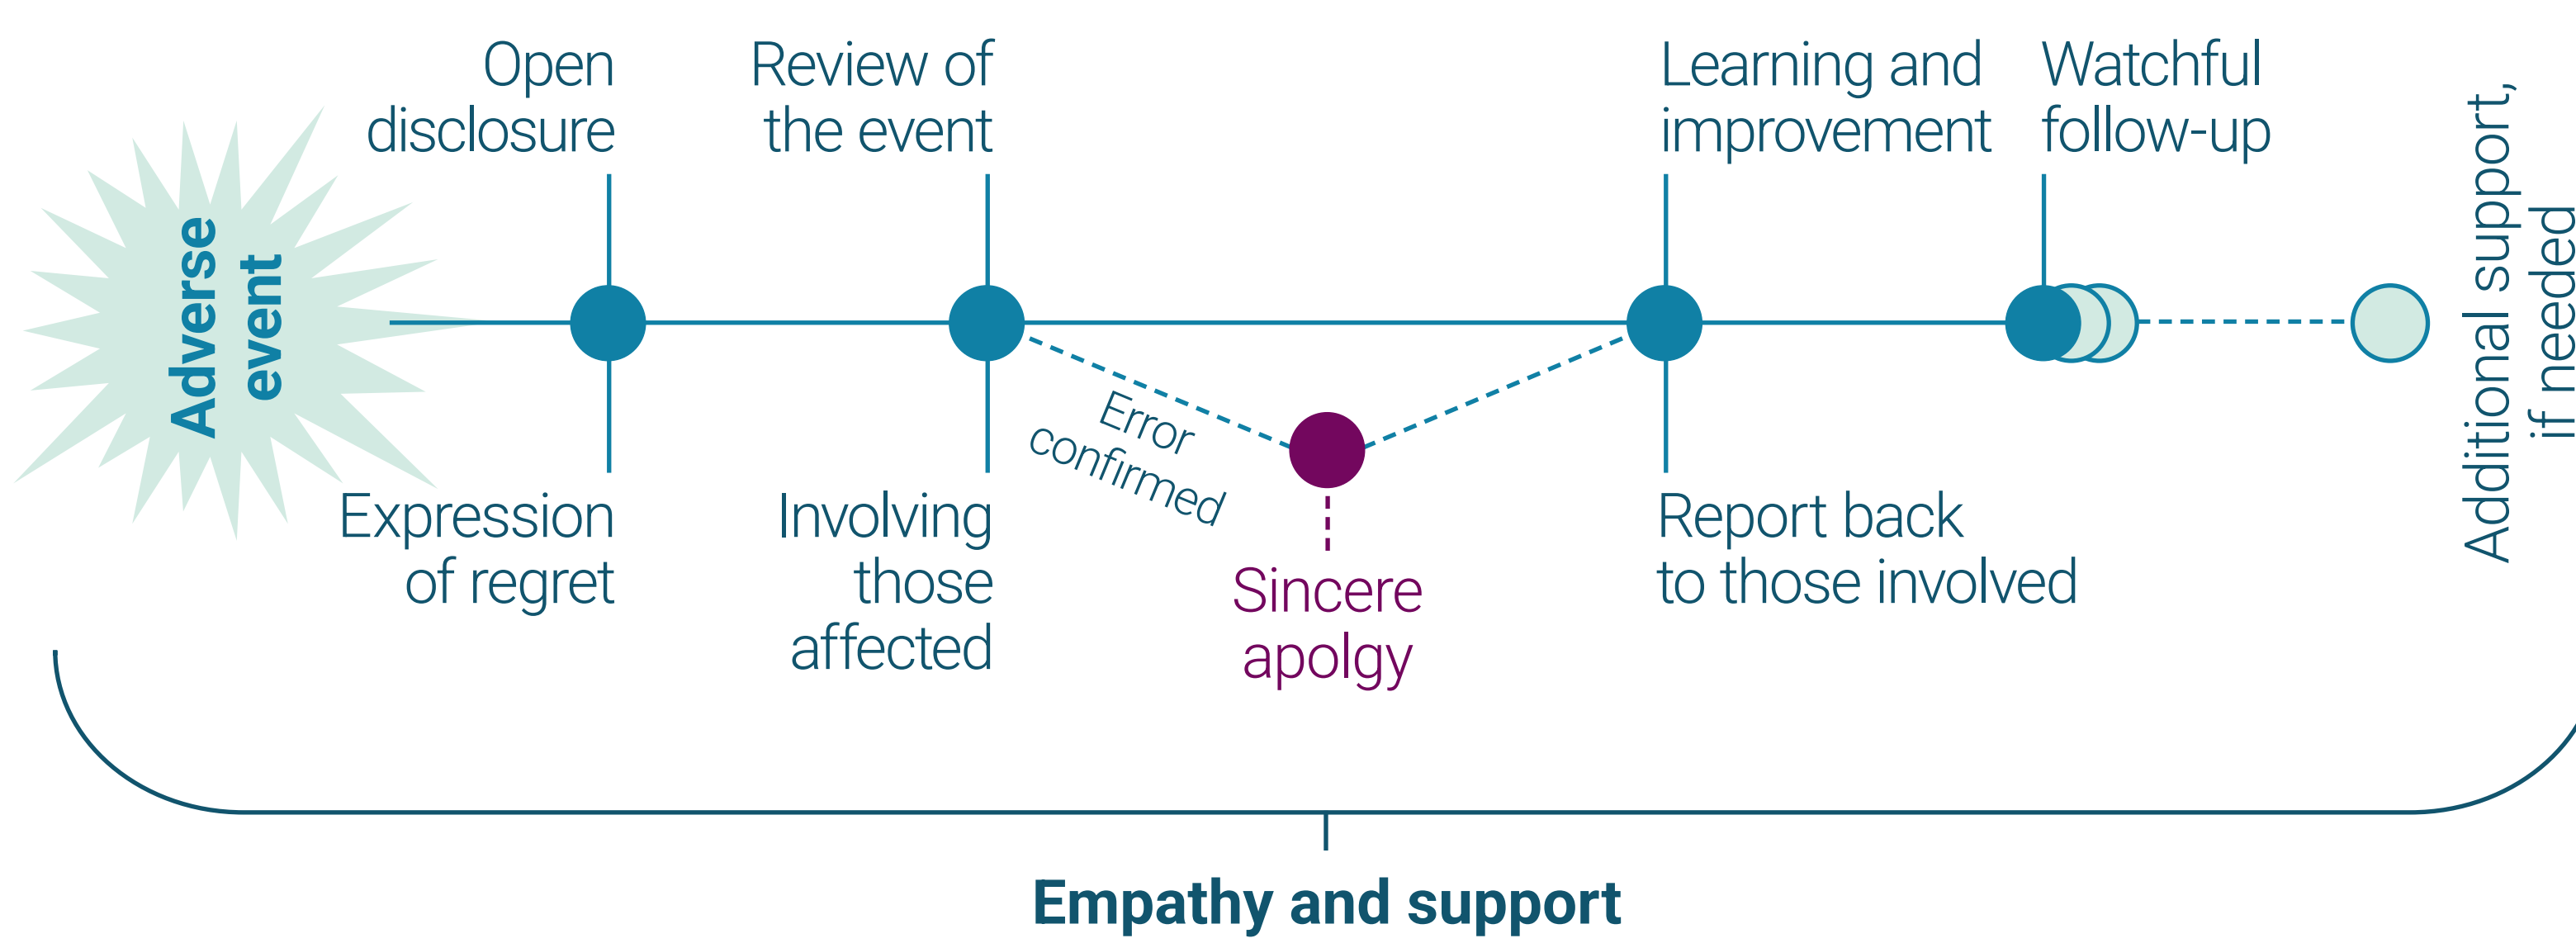 Adverse
event
Open
disclosure
Expression
of regret
Review of
the event
Involving
those
affected
Error
confirmed
Sincere
apolgy
Learning and
improvement
Report back
to those involved
Watchful
follow-up
Additional support,
if needed
Empathy and support